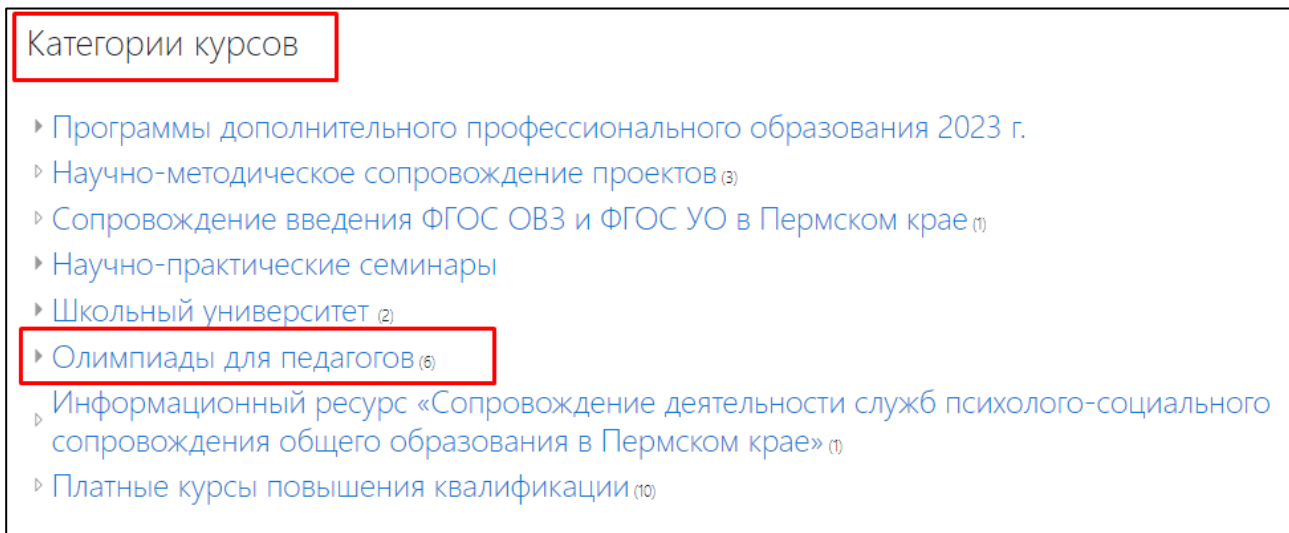 Категории курсов
Программы дополнительного профессионального образования 2023 г.
Научно-методическое сопровождение проектов (3)
Сопровождение введения ФГОС ОВЗ и ФГОС УО в Пермском крае (1)
Научно-практические семинары
Школьный университет (2)
Олимпиады для педагогов (6)
Информационный ресурс «Сопровождение деятельности служб психолого-социального
сопровождения общего образования в Пермском крае» (1)
Платные курсы повышения квалификации (10)